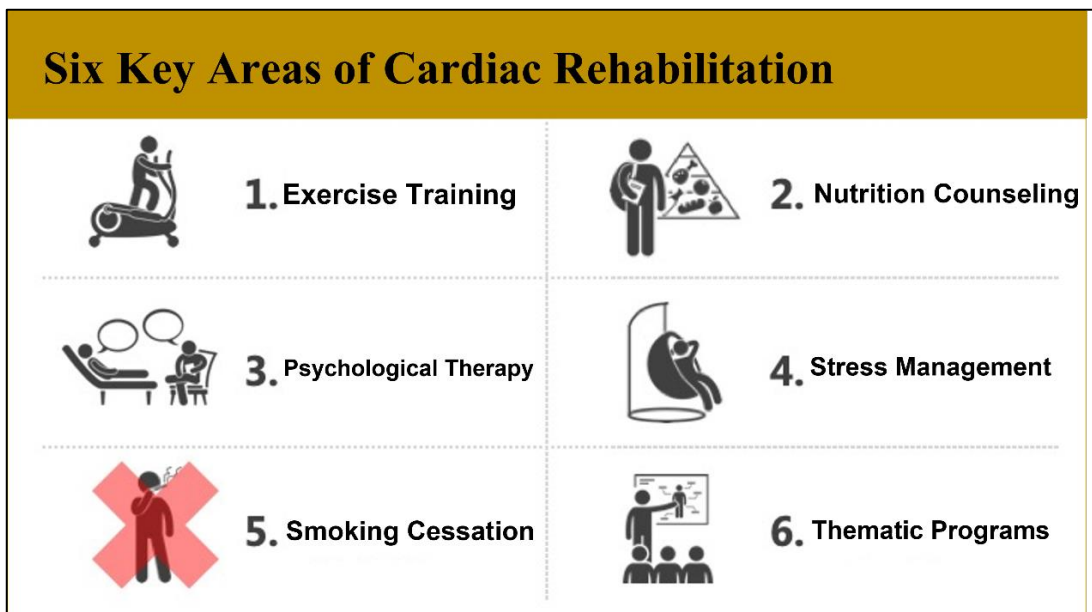 Six Key Areas of Cardiac Rehabilitation
1. Exercise Training
2. Nutrition Counseling
3. Psychological Therapy
4. Stress Management
5. Smoking Cessation
6. Thematic Programs